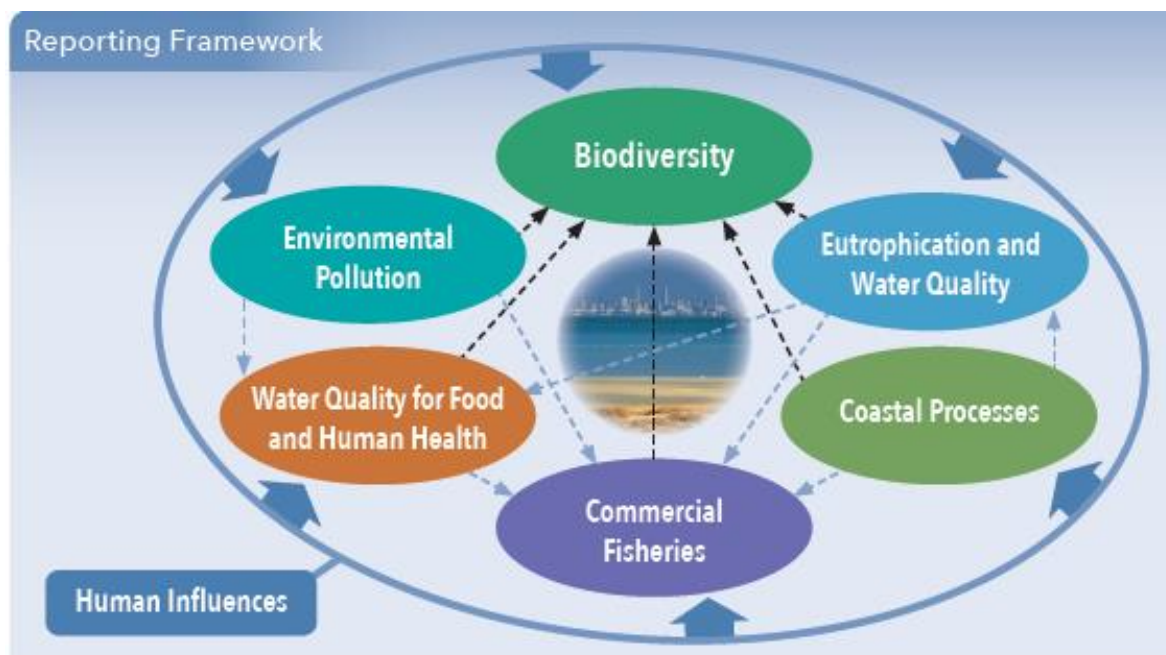 Reporting Framework
Biodiversity
Environmental
Pollution
Eutrophication and
Water Quality
Water Quality for Food
and Human Health
Coastal Processes
Commercial
Fisheries
Human Influences